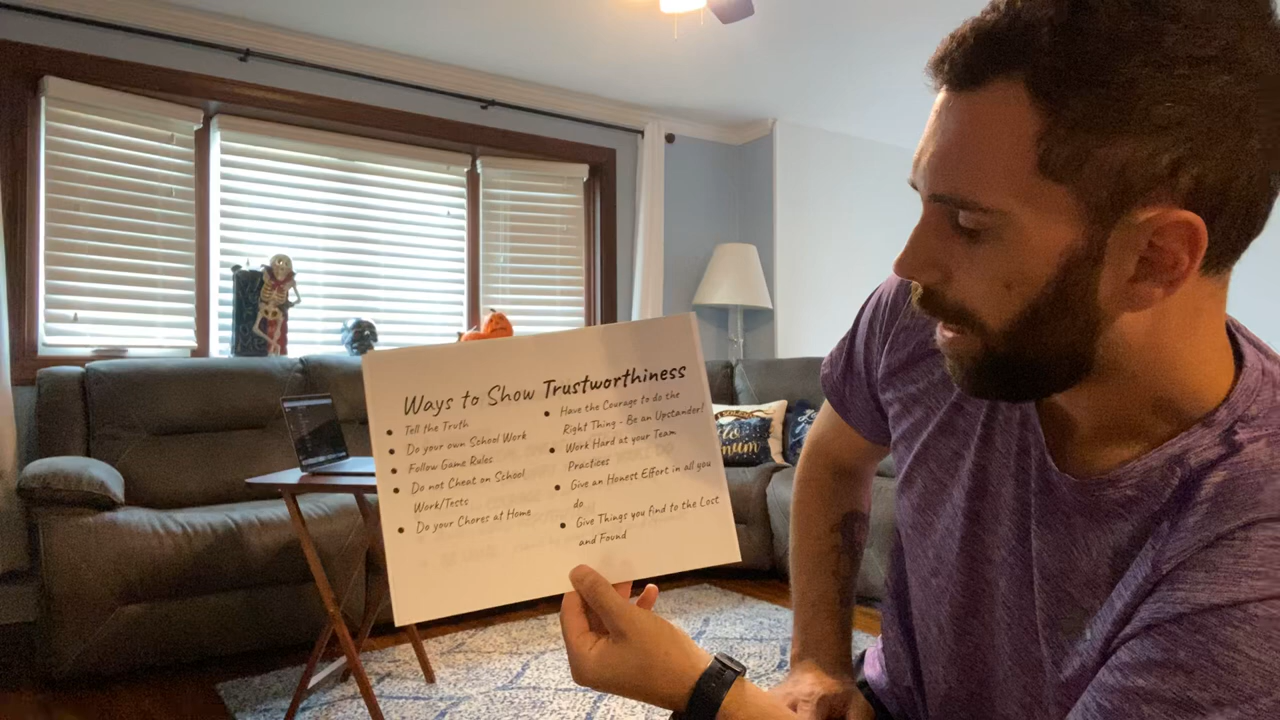 Ways to Show Trustworthiness
Tell the Truth
Do your own School Work
Follow Game Rules
Do not Cheat on School
Work/Tests
Do your Chores at Home
Have the Courage to do the
Right Thing - Be an Upstander!
Work Hard at your Team
Practices
Give an Honest Effort in all you
do
Give Things you find to the Lost
and Found